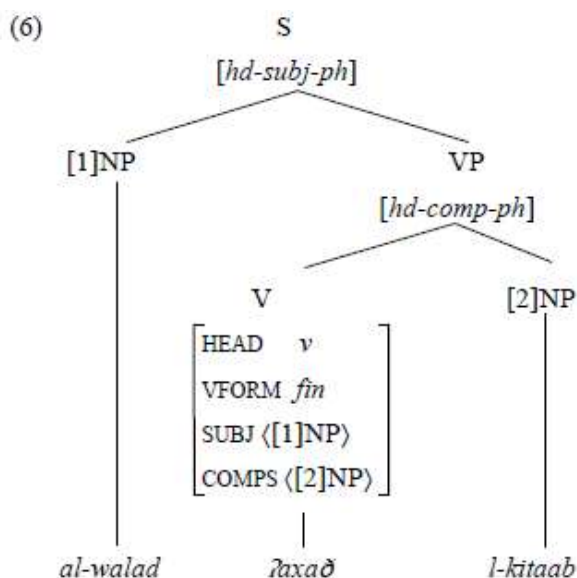 (6) S
[hd-subj-ph]
[1]NP VP
[hd-comp-ph]
V [2]NP
HEAD v
VFORM fin
SUBJ ⟨[1]NP⟩
COMPS ⟨[2]NP⟩
al-walad ʔaxað l-kitaab